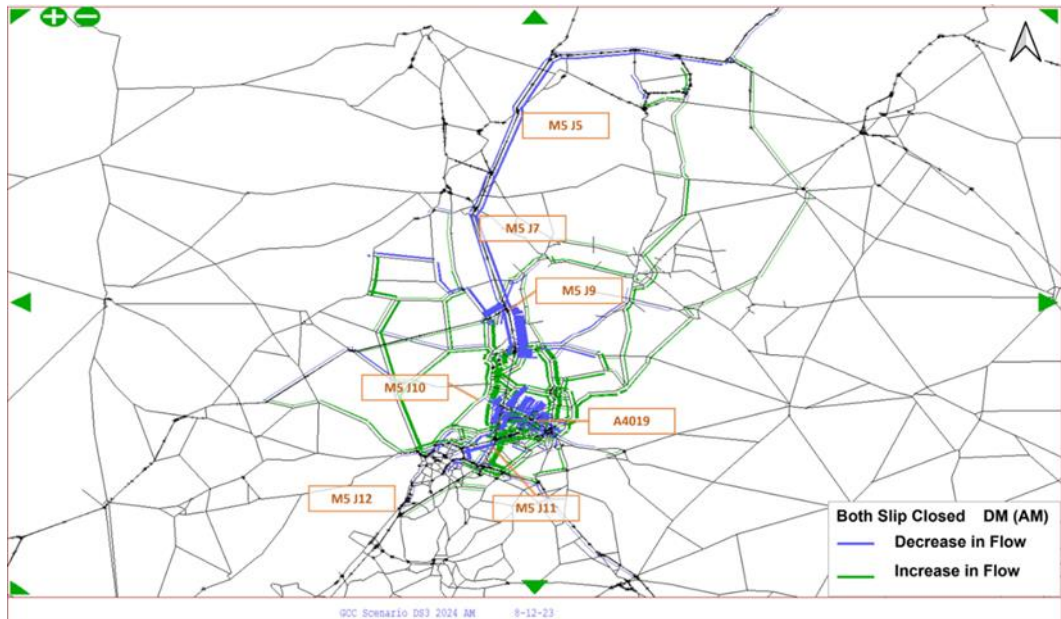 M5 J5
M5 J7
M5 J9
M5 J10
A4019
M5 J12
M5 J11
Both Slip Closed DM (AM)
Decrease in Flow
Increase in Flow
GCC Scenario DS3 2024 AM 8-12-23